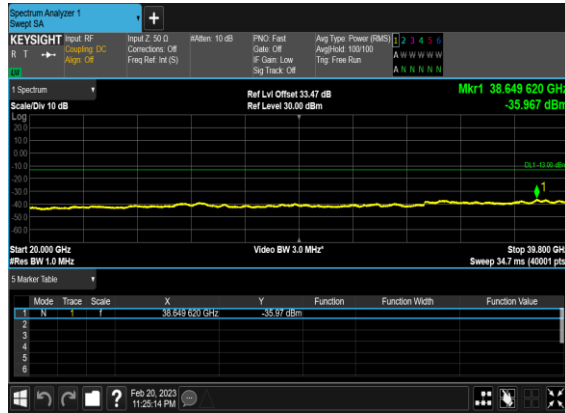 Spectrum Analyzer 1
Swept SA
KEYSIGHT Input: RF Input Z: 50 Ω #Atten: 10 dB PNO: Fast Avg Type: Power (RMS) 1 2 3 4 5 6
R T Coupling: DC Corrections: Off Gate: Off Avg|Hold: 100/100 A W W W W W
Align: Off Freq Ref: Int (S) IF Gain: Low Trig: Free Run
Sig Track: Off A N N N N N
1 Spectrum Ref Lvl Offset 33.47 dB Mkr1 38.649 620 GHz
Scale/Div 10 dB Ref Level 30.00 dBm -35.967 dBm
Log
20.0
10.0
0.00
-10.0 DL1 -13.00 dBm
-20.0
-30.0 1
-40.0
-50.0
-60.0
Start 20.000 GHz Video BW 3.0 MHz* Stop 39.800 GHz
#Res BW 1.0 MHz Sweep 34.7 ms (40001 pts)
5 Marker Table
Mode Trace Scale X Y Function Function Width Function Value
1 N 1 f 38.649 620 GHz -35.97 dBm
2
3
4
5
6
? Feb 20, 2023
11:25:14 PM